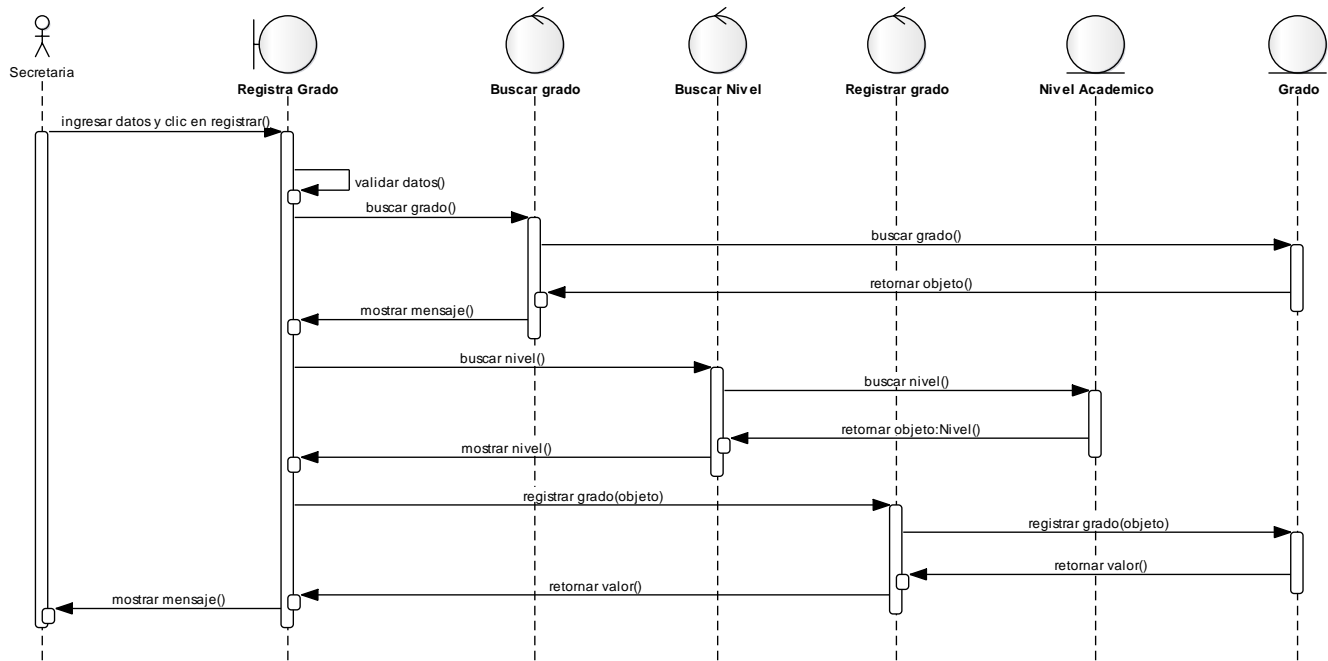 Secretaria
Registra Grado
Buscar grado
Buscar Nivel
Registrar grado
Nivel Academico
Grado
ingresar datos y clic en registrar()
validar datos()
buscar grado()
buscar grado()
retornar objeto()
mostrar mensaje()
buscar nivel()
buscar nivel()
retornar objeto:Nivel()
mostrar nivel()
registrar grado(objeto)
registrar grado(objeto)
retornar valor()
retornar valor()
mostrar mensaje()